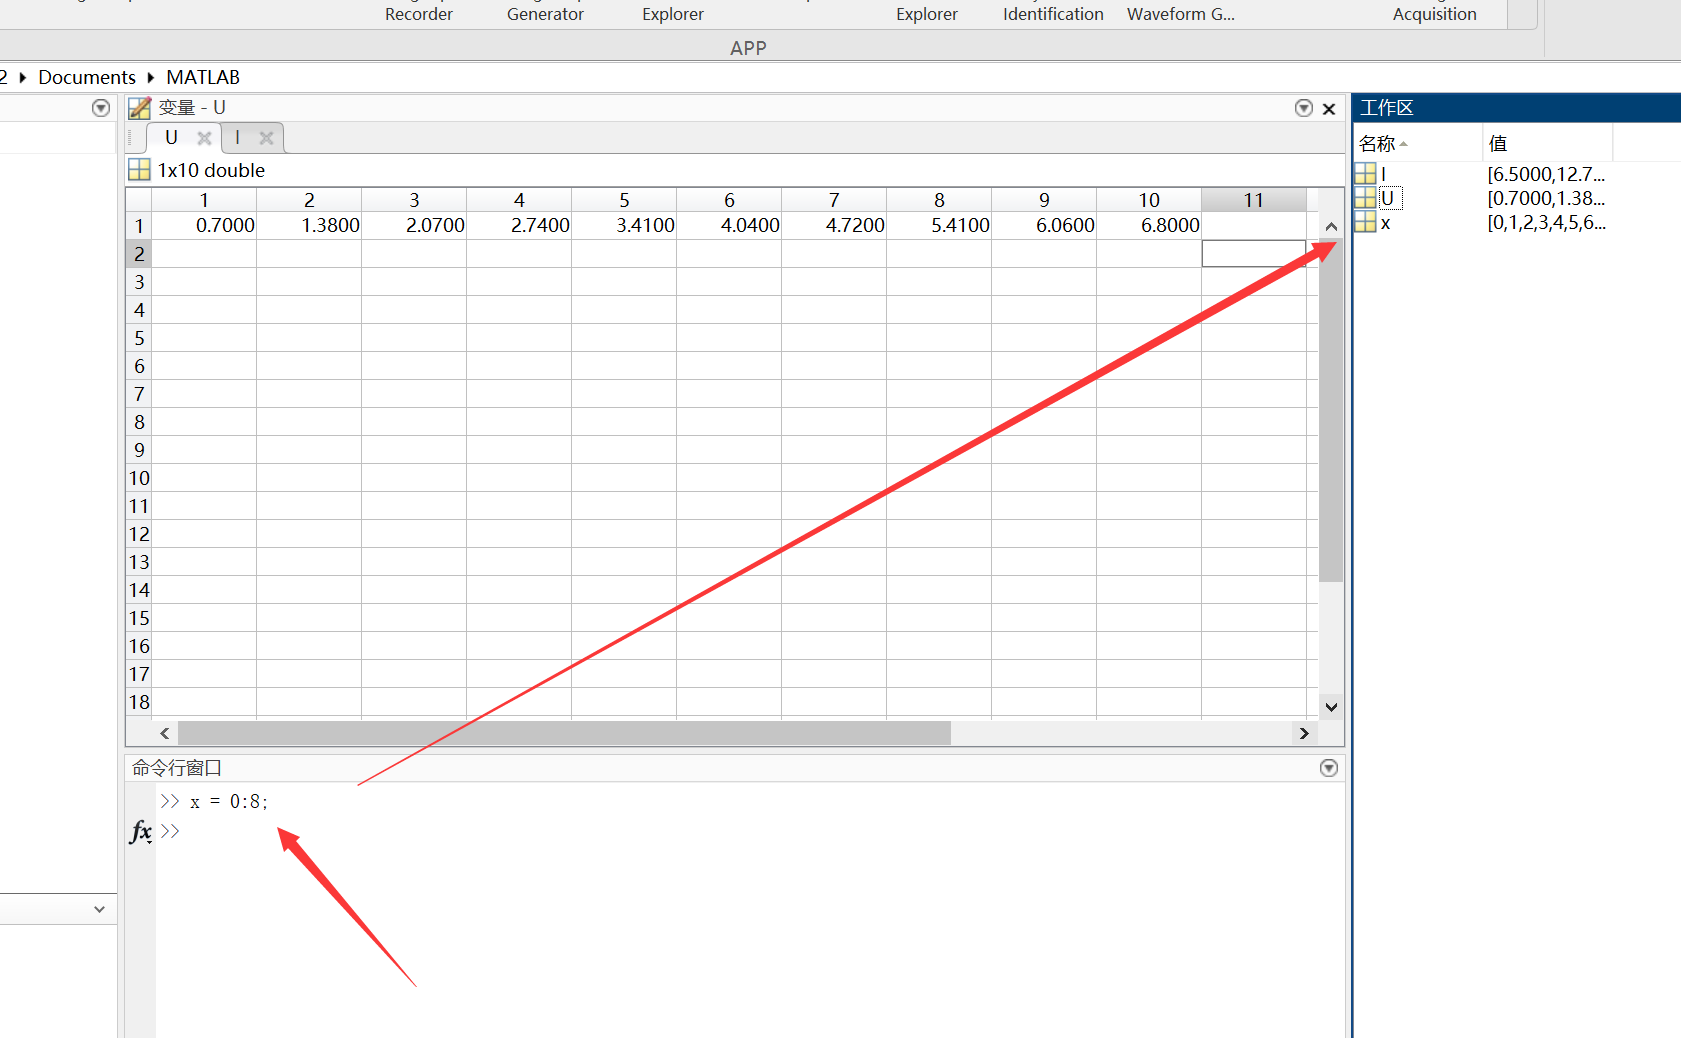 Recorder Generator Explorer Explorer Identification Waveform G... Acquisition
APP
2 ▸ Documents ▸ MATLAB
变量 - U
U I
1x10 double
1 2 3 4 5 6 7 8 9 10 11
1 0.7000 1.3800 2.0700 2.7400 3.4100 4.0400 4.7200 5.4100 6.0600 6.8000
2
3
4
5
6
7
8
9
10
11
12
13
14
15
16
17
18
命令行窗口
>> x = 0:8;
fx >>
工作区
名称 值
I [6.5000,12.7...
U [0.7000,1.38...
x [0,1,2,3,4,5,6...